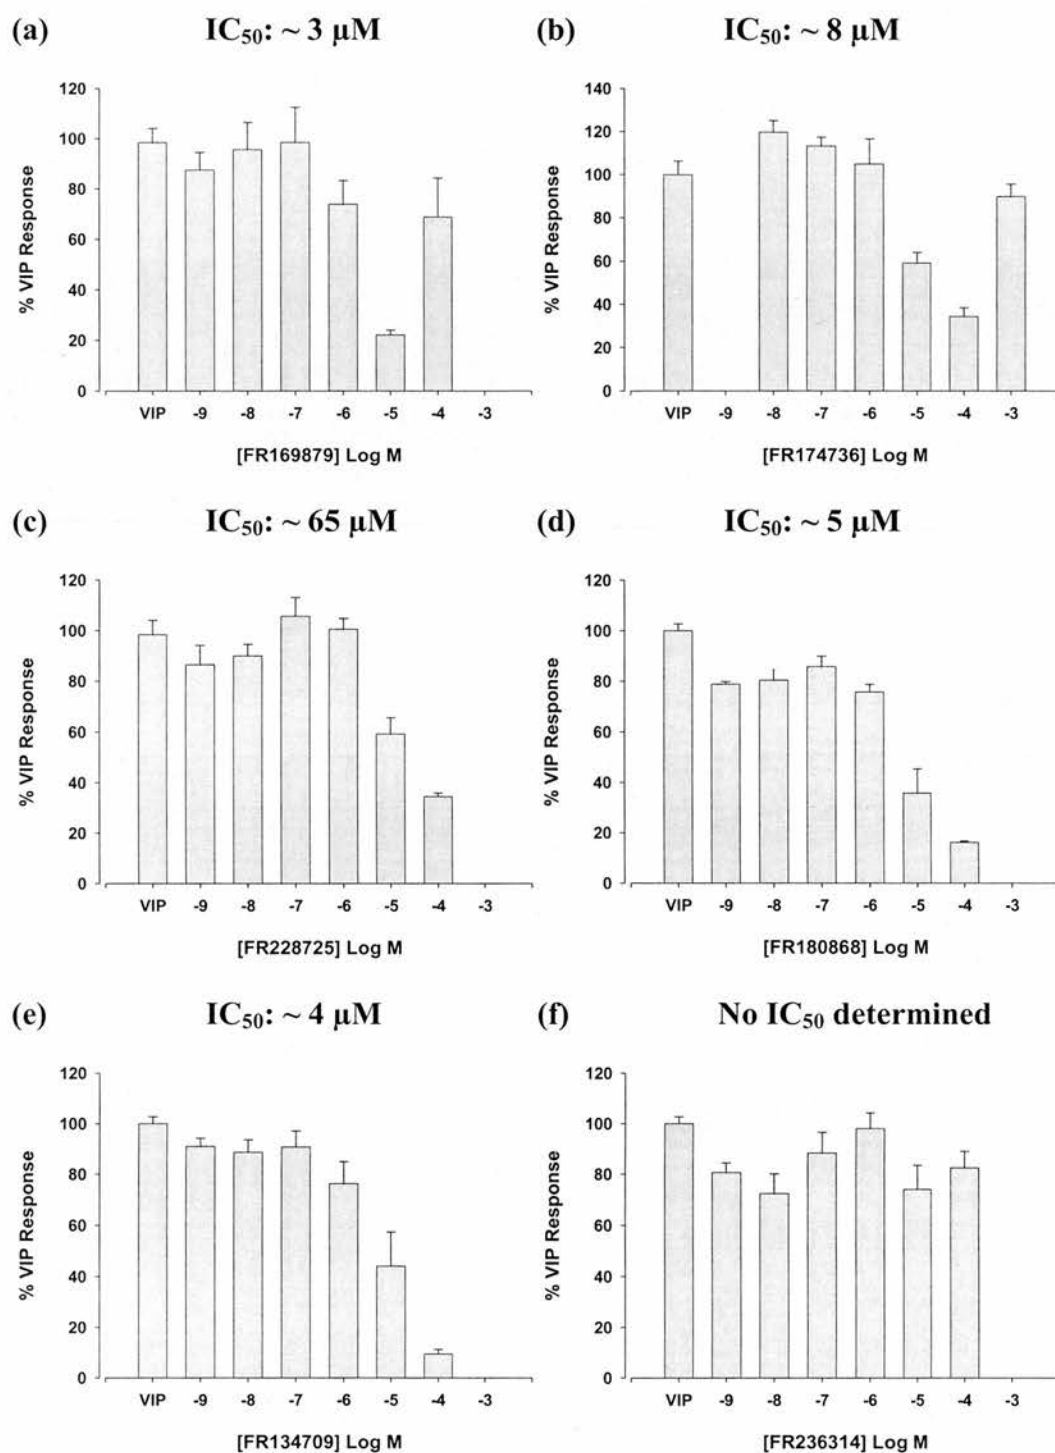 (a) IC50: ~ 3 µM
(b) IC50: ~ 8 µM
120
100
80
60
40
20
0
% VIP Response
VIP -9 -8 -7 -6 -5 -4 -3
[FR169879] Log M
140
120
100
80
60
40
20
0
% VIP Response
VIP -9 -8 -7 -6 -5 -4 -3
[FR174736] Log M
(c) IC50: ~ 65 µM
(d) IC50: ~ 5 µM
120
100
80
60
40
20
0
% VIP Response
VIP -9 -8 -7 -6 -5 -4 -3
[FR228725] Log M
120
100
80
60
40
20
0
% VIP Response
VIP -9 -8 -7 -6 -5 -4 -3
[FR180868] Log M
(e) IC50: ~ 4 µM
(f) No IC50 determined
120
100
80
60
40
20
0
% VIP Response
VIP -9 -8 -7 -6 -5 -4 -3
[FR134709] Log M
120
100
80
60
40
20
0
% VIP Response
VIP -9 -8 -7 -6 -5 -4 -3
[FR236314] Log M